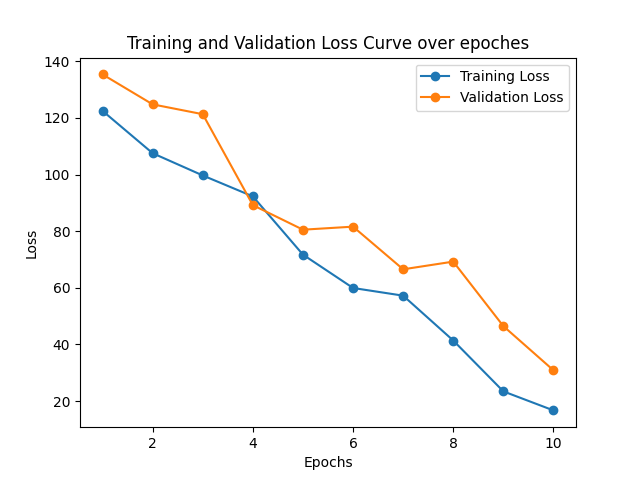 Training and Validation Loss Curve over epoches
140
120
100
80
60
40
20
Loss
Training Loss
Validation Loss
2
4
6
8
10
Epochs